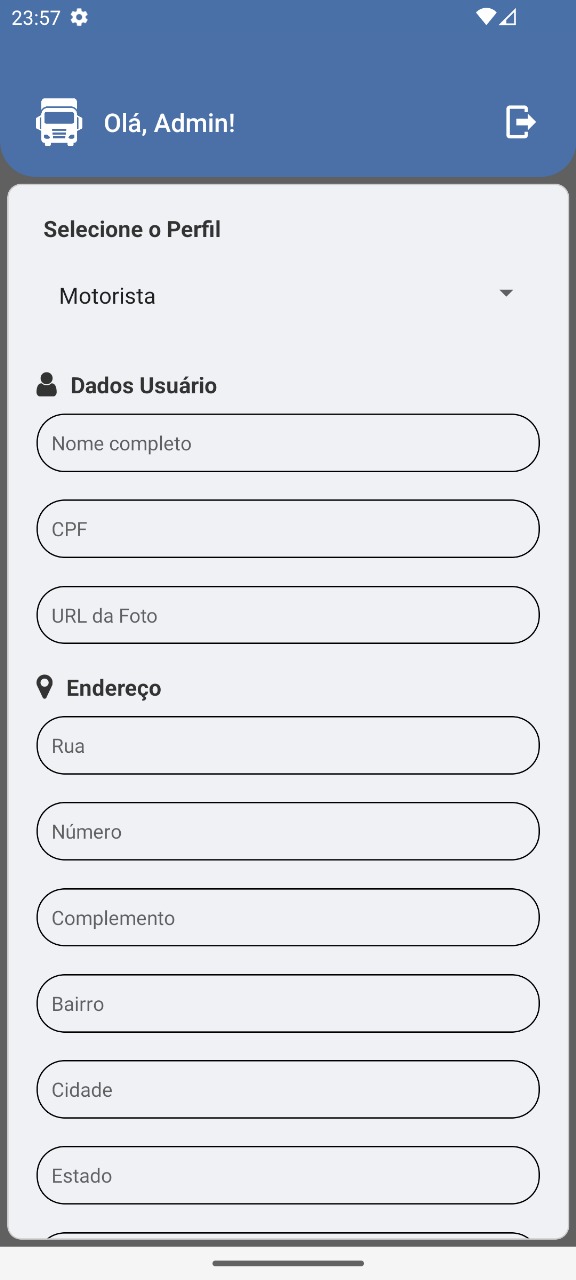 23:57
Olá, Admin!
Selecione o Perfil
Motorista
Dados Usuário
Nome completo
CPF
URL da Foto
Endereço
Rua
Número
Complemento
Bairro
Cidade
Estado